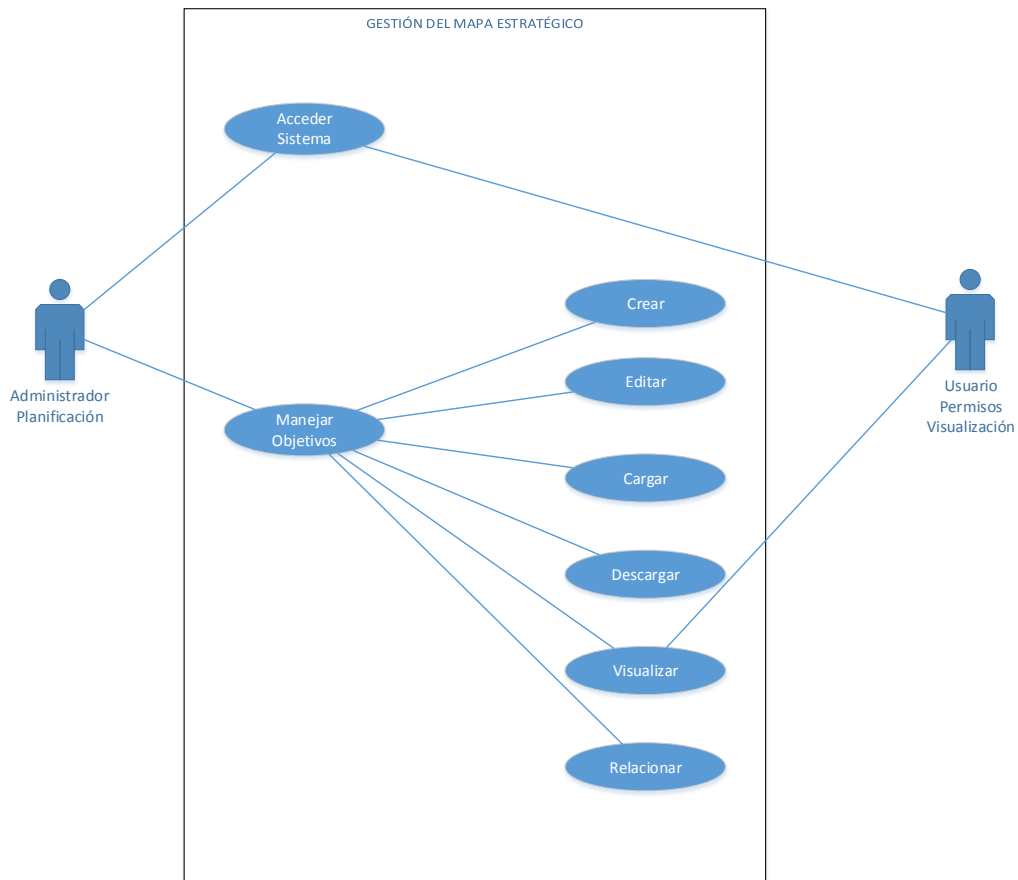 GESTIÓN DEL MAPA ESTRATÉGICO
Acceder
Sistema
Crear
Editar
Administrador
Planificación
Usuario
Permisos
Visualización
Manejar
Objetivos
Cargar
Descargar
Visualizar
Relacionar